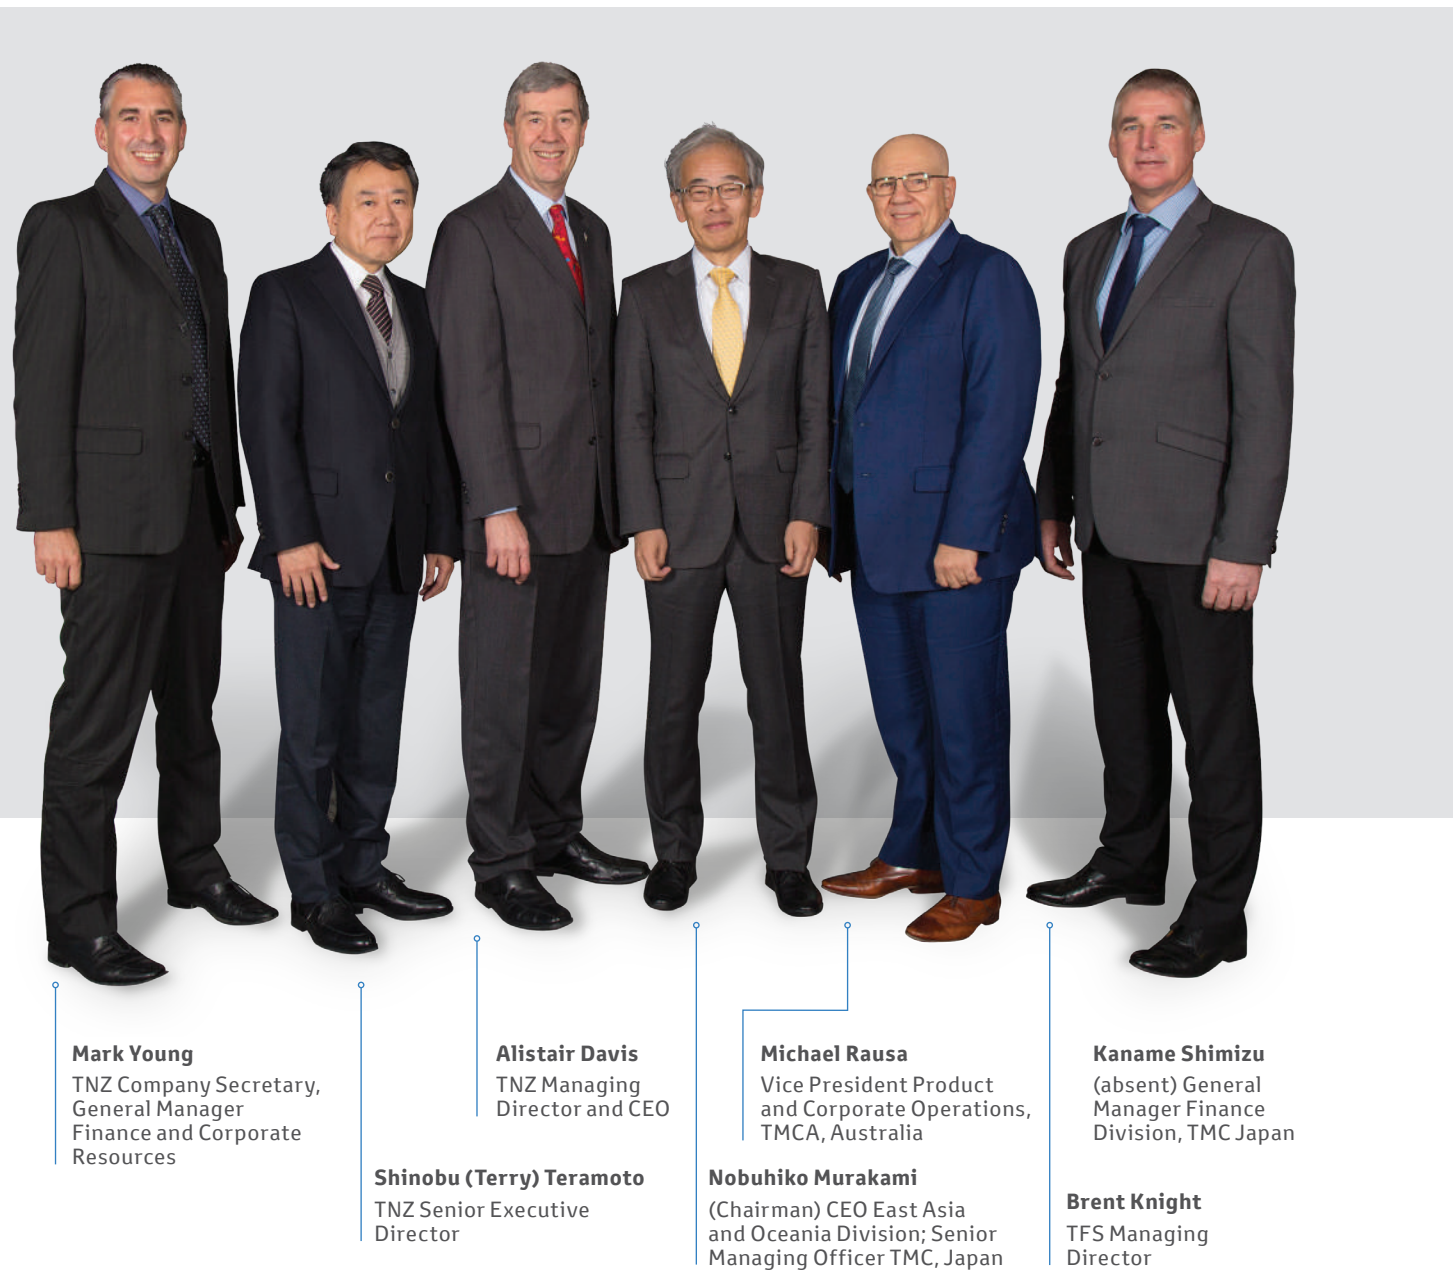 Mark Young
TNZ Company Secretary,
General Manager
Finance and Corporate
Resources
Shinobu (Terry) Teramoto
TNZ Senior Executive
Director
Alistair Davis
TNZ Managing
Director and CEO
Nobuhiko Murakami
(Chairman) CEO East Asia
and Oceania Division; Senior
Managing Officer TMC, Japan
Michael Rausa
Vice President Product
and Corporate Operations,
TMCA, Australia
Kaname Shimizu
(absent) General
Manager Finance
Division, TMC Japan
Brent Knight
TFS Managing
Director